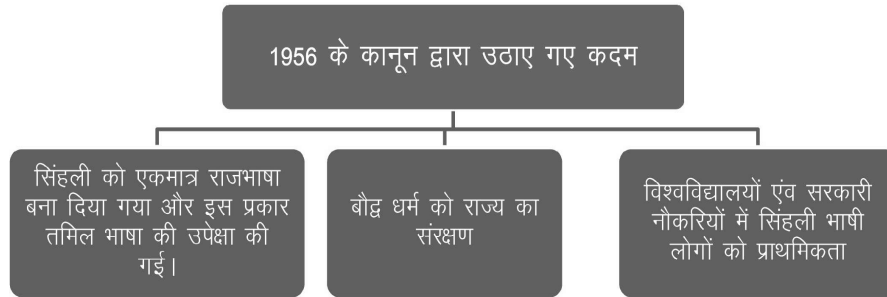 1956 के कानून द्वारा उठाए गए कदम
सिंहली को एकमात्र राजभाषा
बना दिया गया और इस प्रकार
तमिल भाषा की उपेक्षा की
गई।
बौद्व धर्म को राज्य का
संरक्षण
विश्वविद्यालयों एंव सरकारी
नौकरियों में सिंहली भाषी
लोगों को प्राथमिकता